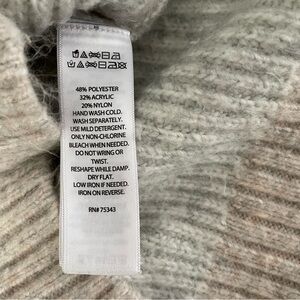 48% POLYESTER
32% ACRYLIC
20% NYLON
HAND WASH COLD.
WASH SEPARATELY.
USE MILD DETERGENT.
ONLY NON-CHLORINE
BLEACH WHEN NEEDED.
DO NOT WRING OR
TWIST.
RESHAPE WHILE DAMP.
DRY FLAT.
LOW IRON IF NEEDED.
IRON ON REVERSE.
RN# 75343